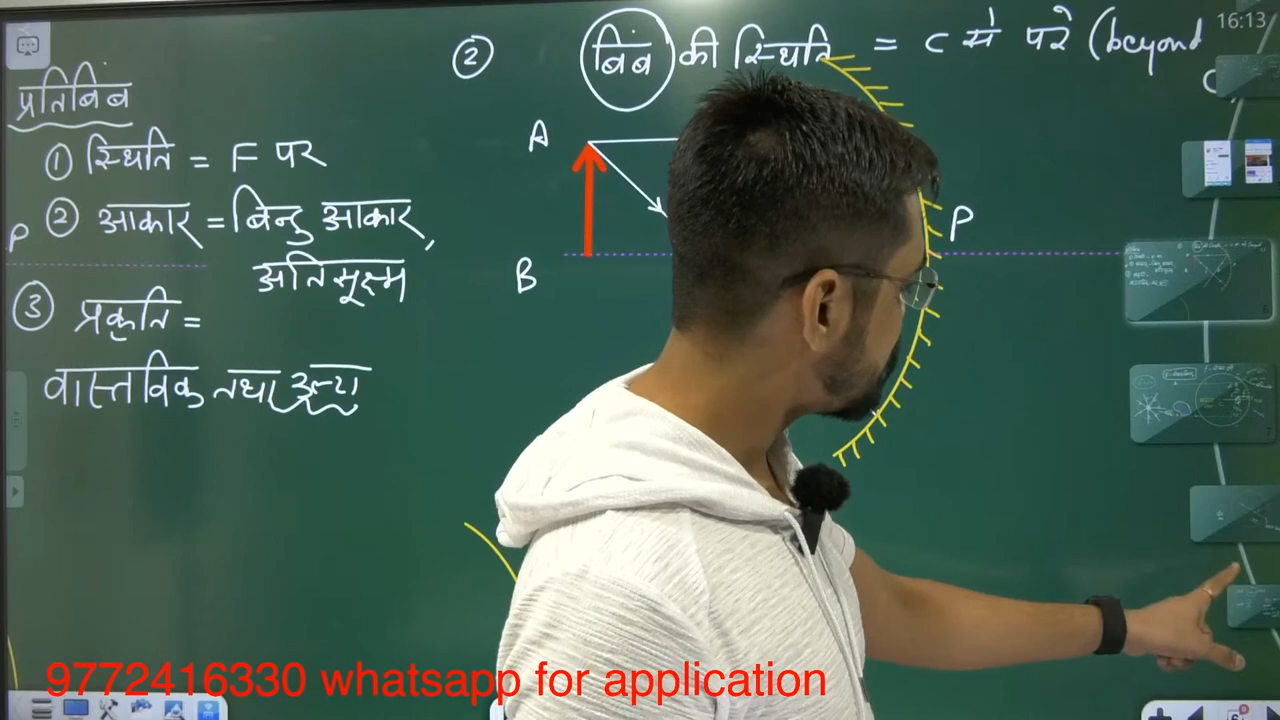 16:13
② बिंब की स्थिति = C से परे (beyond
C
प्रतिबिंब
① स्थिति = F पर
② आकार = बिन्दु आकार,
अतिसूक्ष्म
③ प्रकृति =
वास्तविक तथा उल्टा
P
A
B
P
9772416330 whatsapp for application